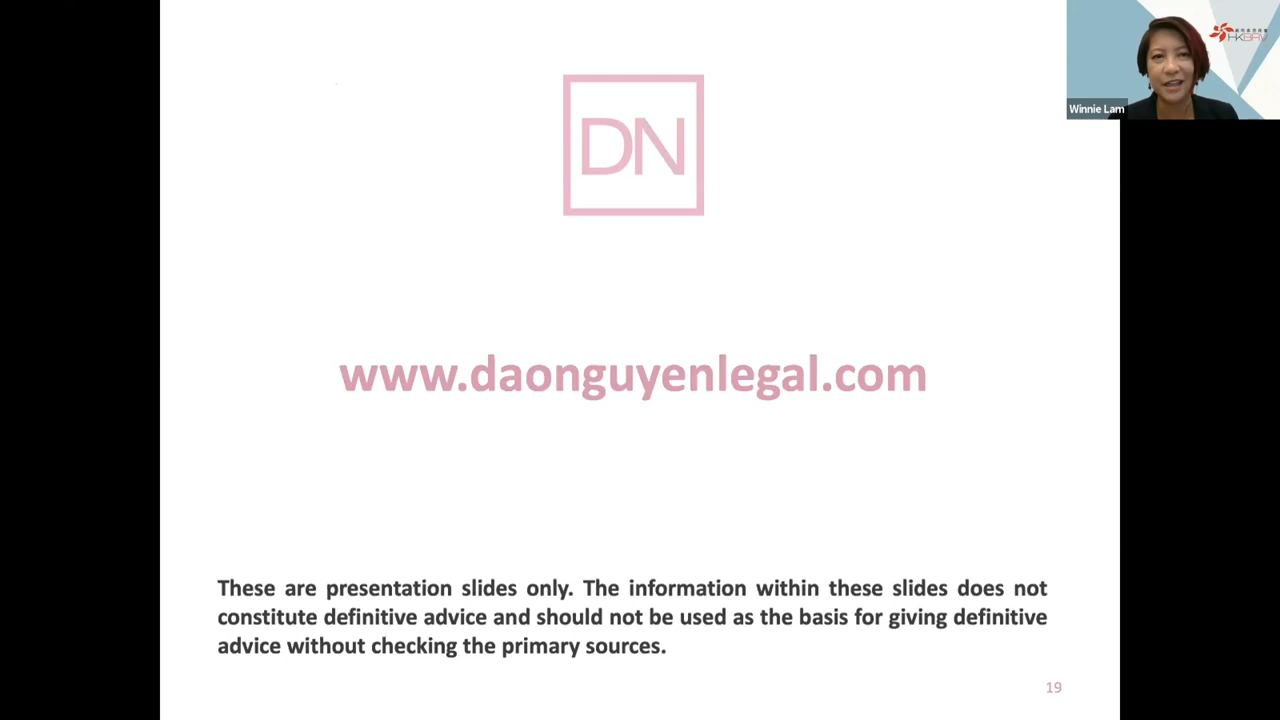 DN
www.daonguyenlegal.com
These are presentation slides only. The information within these slides does not
constitute definitive advice and should not be used as the basis for giving definitive
advice without checking the primary sources.
19
Winnie Lam
HKBAV